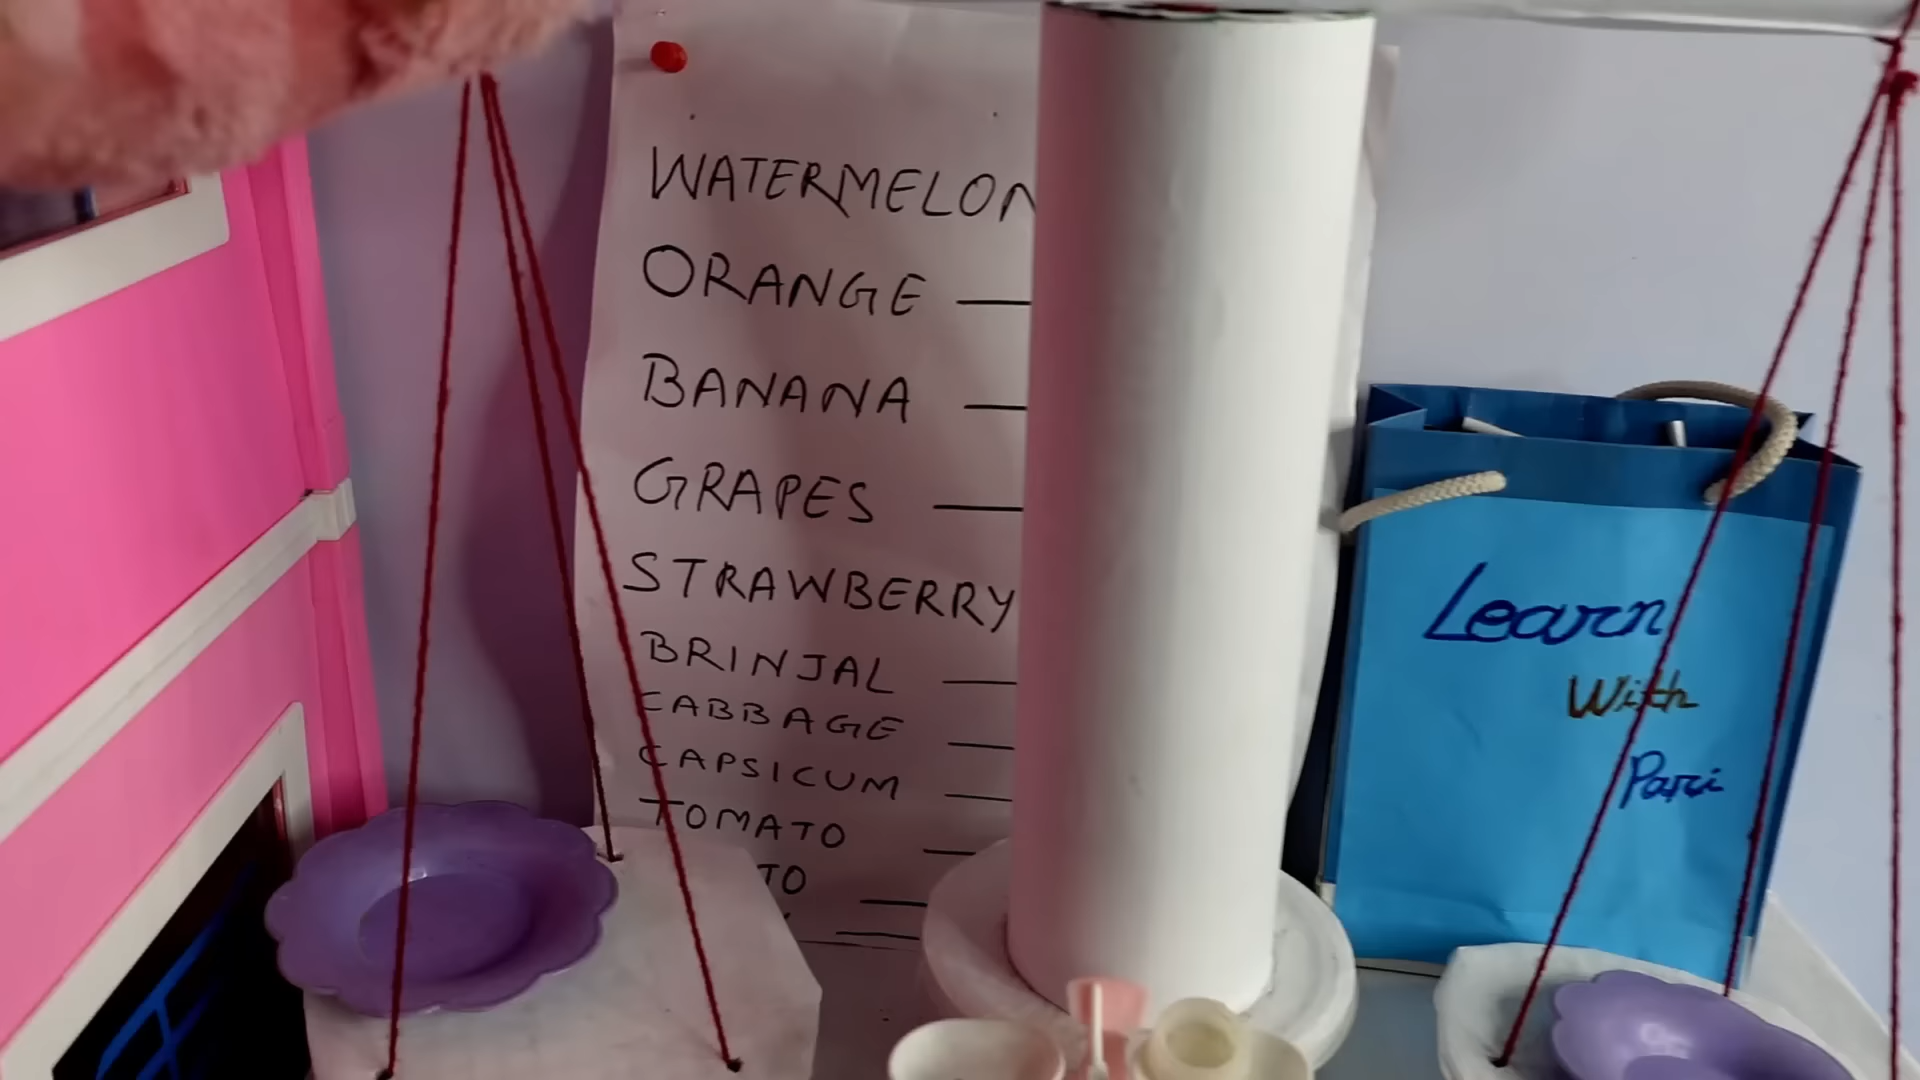 WATERMELON
ORANGE —
BANANA —
GRAPES —
STRAWBERRY
BRINJAL —
CABBAGE —
CAPSICUM —
TOMATO —
Learn
With
Pari